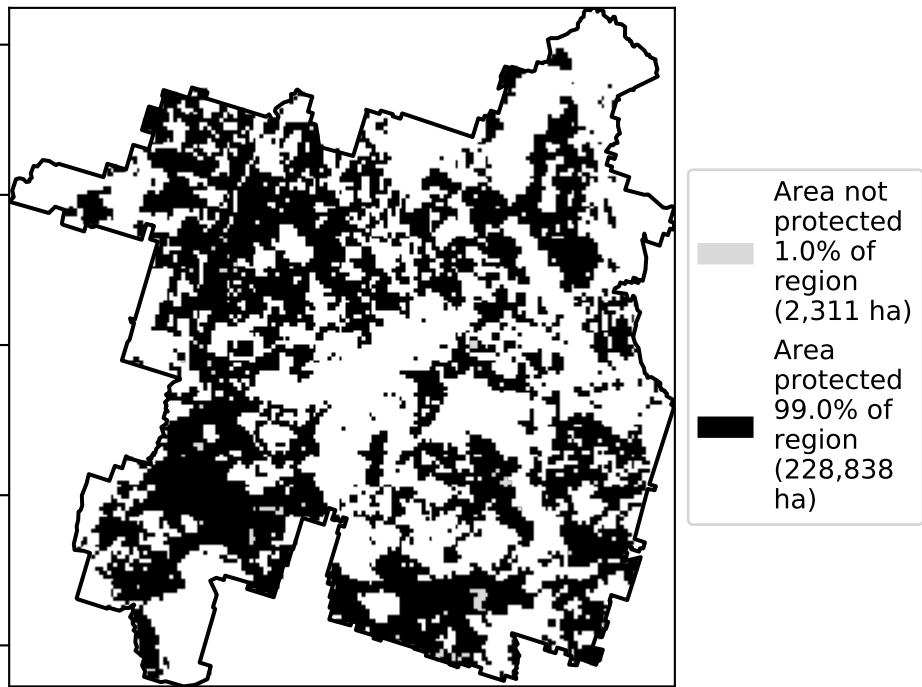 Area not
protected
1.0% of
region
(2,311 ha)
Area
protected
99.0% of
region
(228,838
ha)